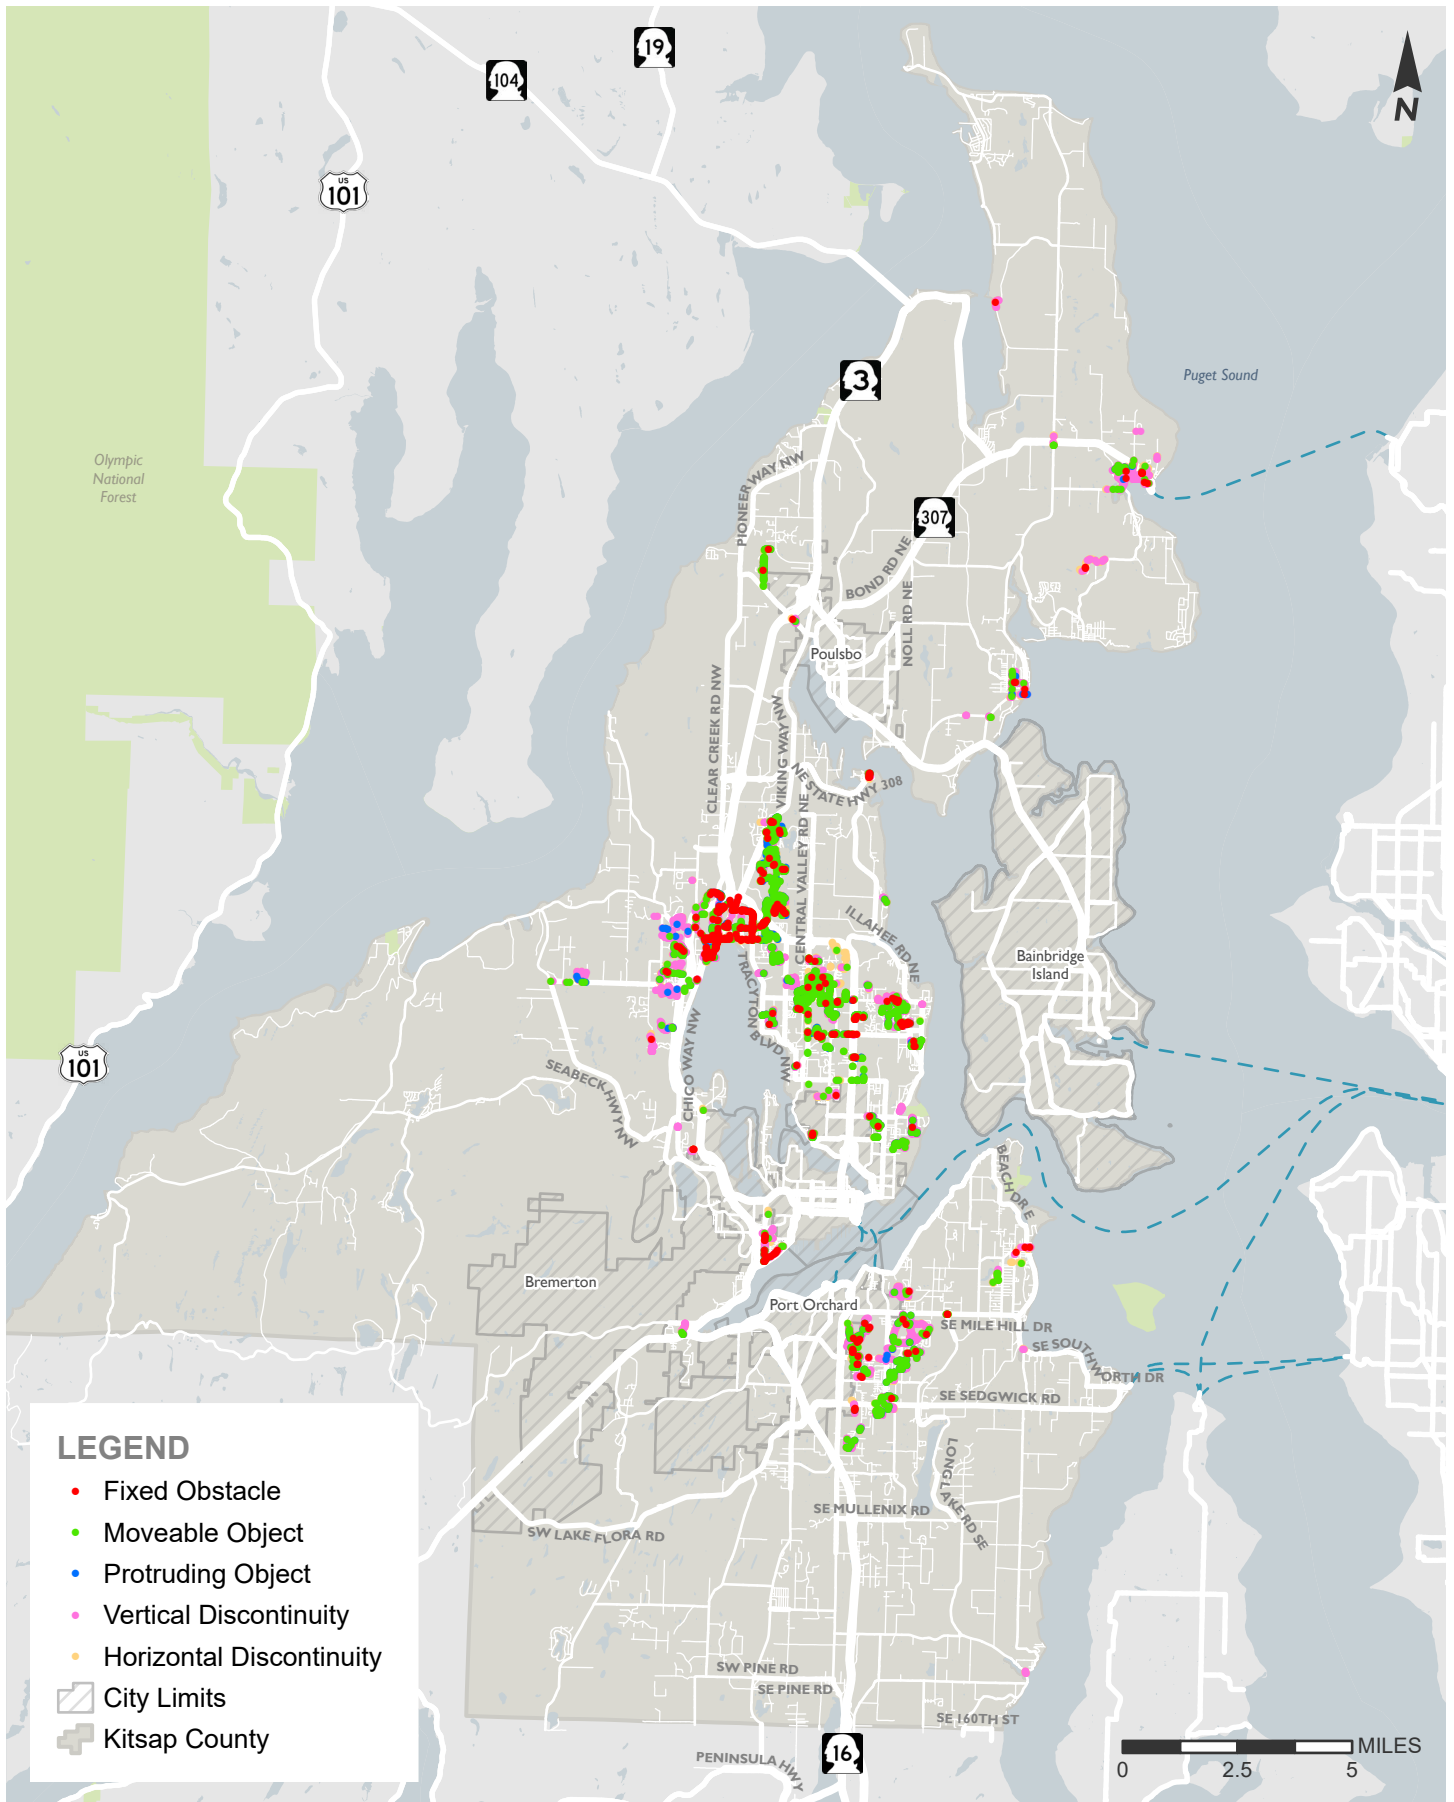 19
104
N
US
101
3
Puget Sound
Olympic
National
Forest
PIONEER WAY NW
307
BOND RD NE
NOLL RD NE
Poulsbo
CLEAR CREEK RD NW
VIKING WAY NW
NE STATE HWY 308
CENTRAL VALLEY RD NE
ILLAHEE RD NE
Bainbridge
Island
TRACYTON BLVD NW
CHICO WAY NW
US
101
SEABECK HWY NW
BEACH DR E
Bremerton
Port Orchard
SE MILE HILL DR
SE SOUTHWORTH DR
SE SEDGWICK RD
LONG LAKE RD SE
SE MULLENIX RD
SW LAKE FLORA RD
SW PINE RD
SE PINE RD
SE 160TH ST
PENINSULA HWY
16
LEGEND
Fixed Obstacle
Moveable Object
Protruding Object
Vertical Discontinuity
Horizontal Discontinuity
City Limits
Kitsap County
MILES
0 2.5 5